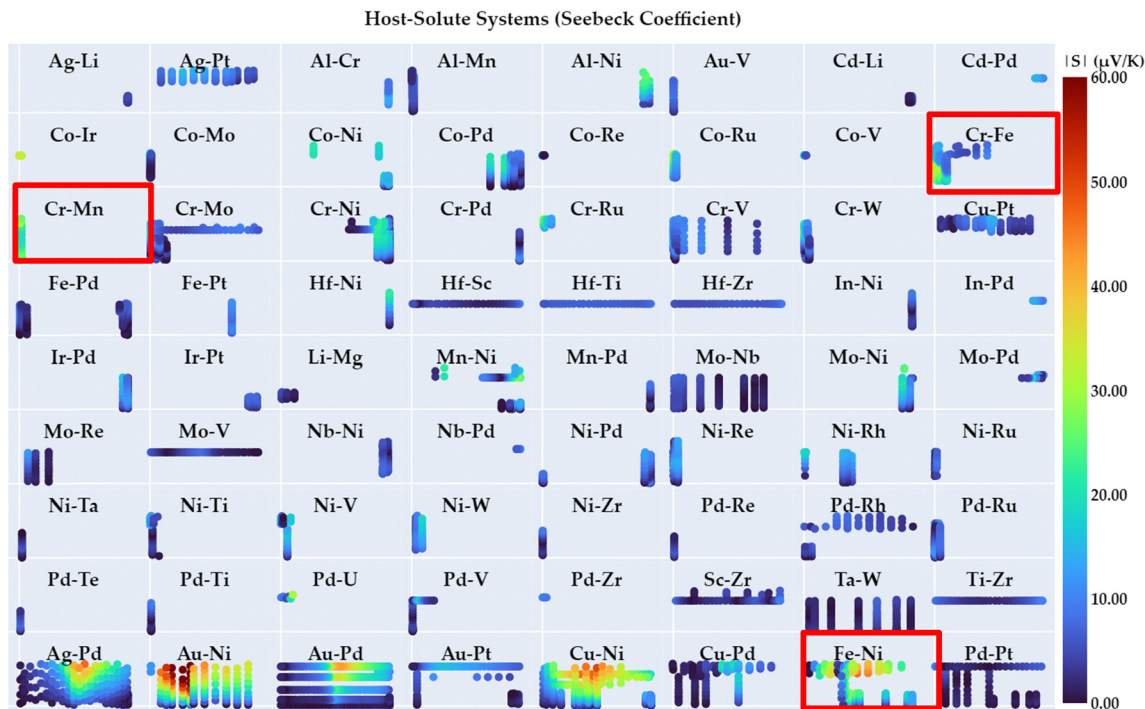 Host-Solute Systems (Seebeck Coefficient)
Ag-Li Ag-Pt Al-Cr Al-Mn Al-Ni Au-V Cd-Li Cd-Pd |S| (μV/K)
60.00
Co-Ir Co-Mo Co-Ni Co-Pd Co-Re Co-Ru Co-V Cr-Fe
50.00
Cr-Mn Cr-Mo Cr-Ni Cr-Pd Cr-Ru Cr-V Cr-W Cu-Pt
40.00
Fe-Pd Fe-Pt Hf-Ni Hf-Sc Hf-Ti Hf-Zr In-Ni In-Pd
Ir-Pd Ir-Pt Li-Mg Mn-Ni Mn-Pd Mo-Nb Mo-Ni Mo-Pd
30.00
Mo-Re Mo-V Nb-Ni Nb-Pd Ni-Pd Ni-Re Ni-Rh Ni-Ru
20.00
Ni-Ta Ni-Ti Ni-V Ni-W Ni-Zr Pd-Re Pd-Rh Pd-Ru
Pd-Te Pd-Ti Pd-U Pd-V Pd-Zr Sc-Zr Ta-W Ti-Zr
10.00
Ag-Pd Au-Ni Au-Pd Au-Pt Cu-Ni Cu-Pd Fe-Ni Pd-Pt
0.00